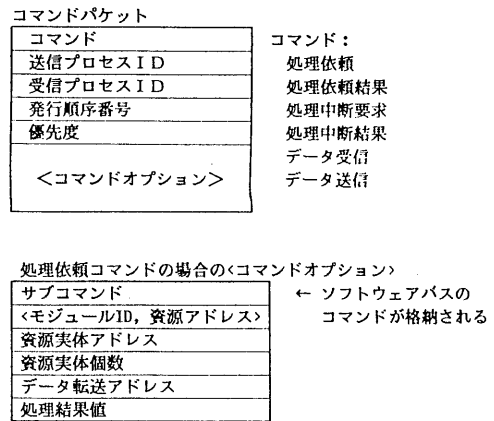 コマンドパケット
コマンド
送信プロセスＩＤ
受信プロセスＩＤ
発行順序番号
優先度
＜コマンドオプション＞
コマンド：
処理依頼
処理依頼結果
処理中断要求
処理中断結果
データ受信
データ送信
処理依頼コマンドの場合の<コマンドオプション>
サブコマンド
<モジュールID，資源アドレス>
資源実体アドレス
資源実体個数
データ転送アドレス
処理結果値
← ソフトウェアバスの
コマンドが格納される